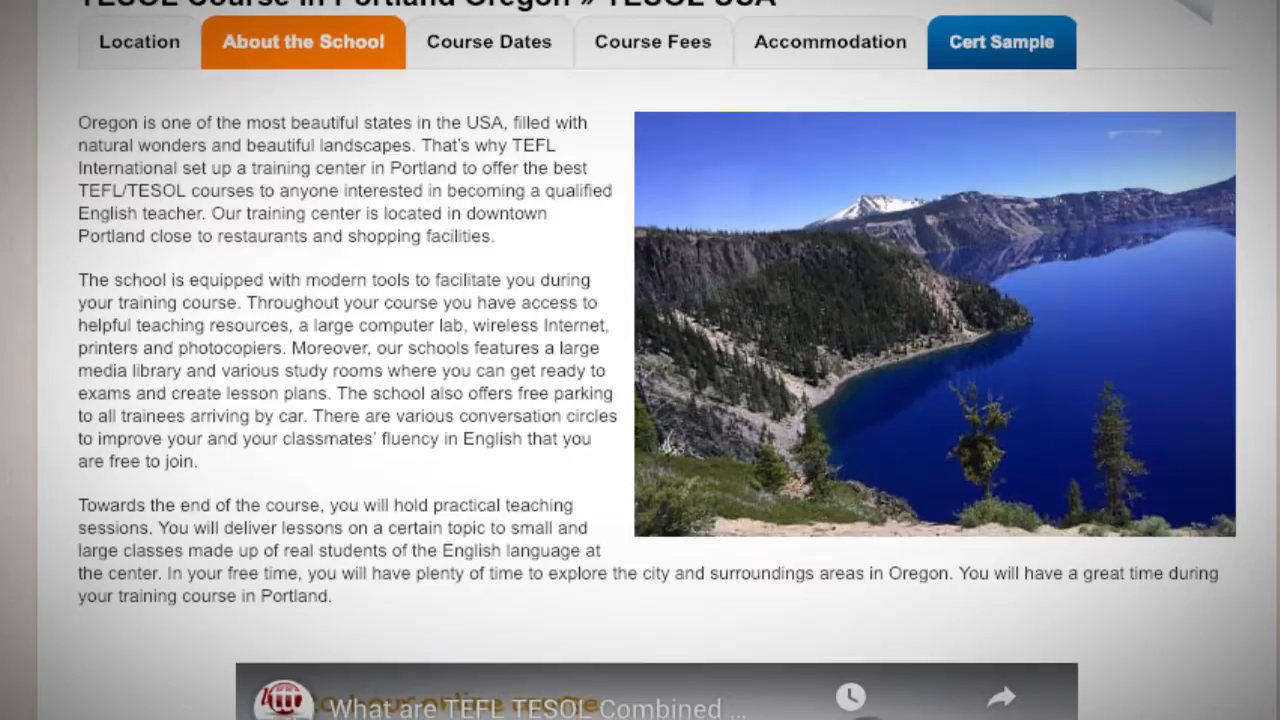 TESOL Course in Portland Oregon » TESOL USA
Location
About the School
Course Dates
Course Fees
Accommodation
Cert Sample
Oregon is one of the most beautiful states in the USA, filled with
natural wonders and beautiful landscapes. That's why TEFL
International set up a training center in Portland to offer the best
TEFL/TESOL courses to anyone interested in becoming a qualified
English teacher. Our training center is located in downtown
Portland close to restaurants and shopping facilities.
The school is equipped with modern tools to facilitate you during
your training course. Throughout your course you have access to
helpful teaching resources, a large computer lab, wireless Internet,
printers and photocopiers. Moreover, our schools features a large
media library and various study rooms where you can get ready to
exams and create lesson plans. The school also offers free parking
to all trainees arriving by car. There are various conversation circles
to improve your and your classmates' fluency in English that you
are free to join.
Towards the end of the course, you will hold practical teaching
sessions. You will deliver lessons on a certain topic to small and
large classes made up of real students of the English language at
the center. In your free time, you will have plenty of time to explore the city and surroundings areas in Oregon. You will have a great time during
your training course in Portland.
What are TEFL TESOL Combined ...